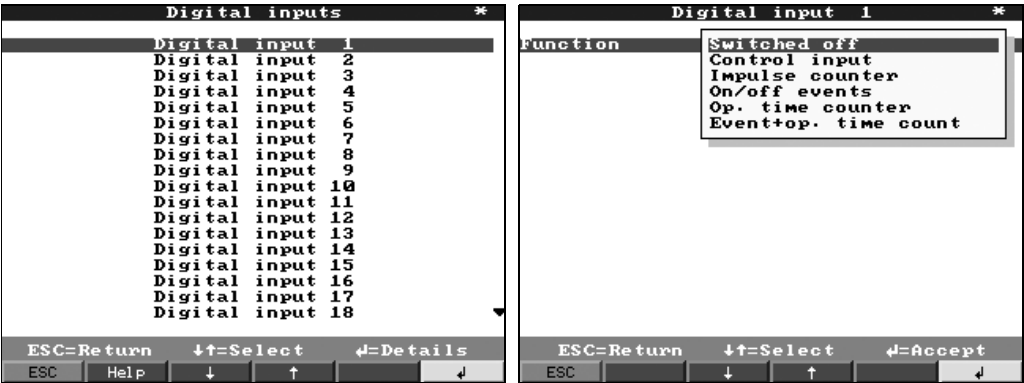 Digital inputs *
Digital input 1
Digital input 2
Digital input 3
Digital input 4
Digital input 5
Digital input 6
Digital input 7
Digital input 8
Digital input 9
Digital input 10
Digital input 11
Digital input 12
Digital input 13
Digital input 14
Digital input 15
Digital input 16
Digital input 17
Digital input 18
ESC=Return ↓↑=Select ↵=Details
ESC Help ↓ ↑ ↵
Digital input 1 *
Function Switched off
Control input
Impulse counter
On/off events
Op. time counter
Event+op. time count
ESC=Return ↓↑=Select ↵=Accept
ESC ↓ ↑ ↵